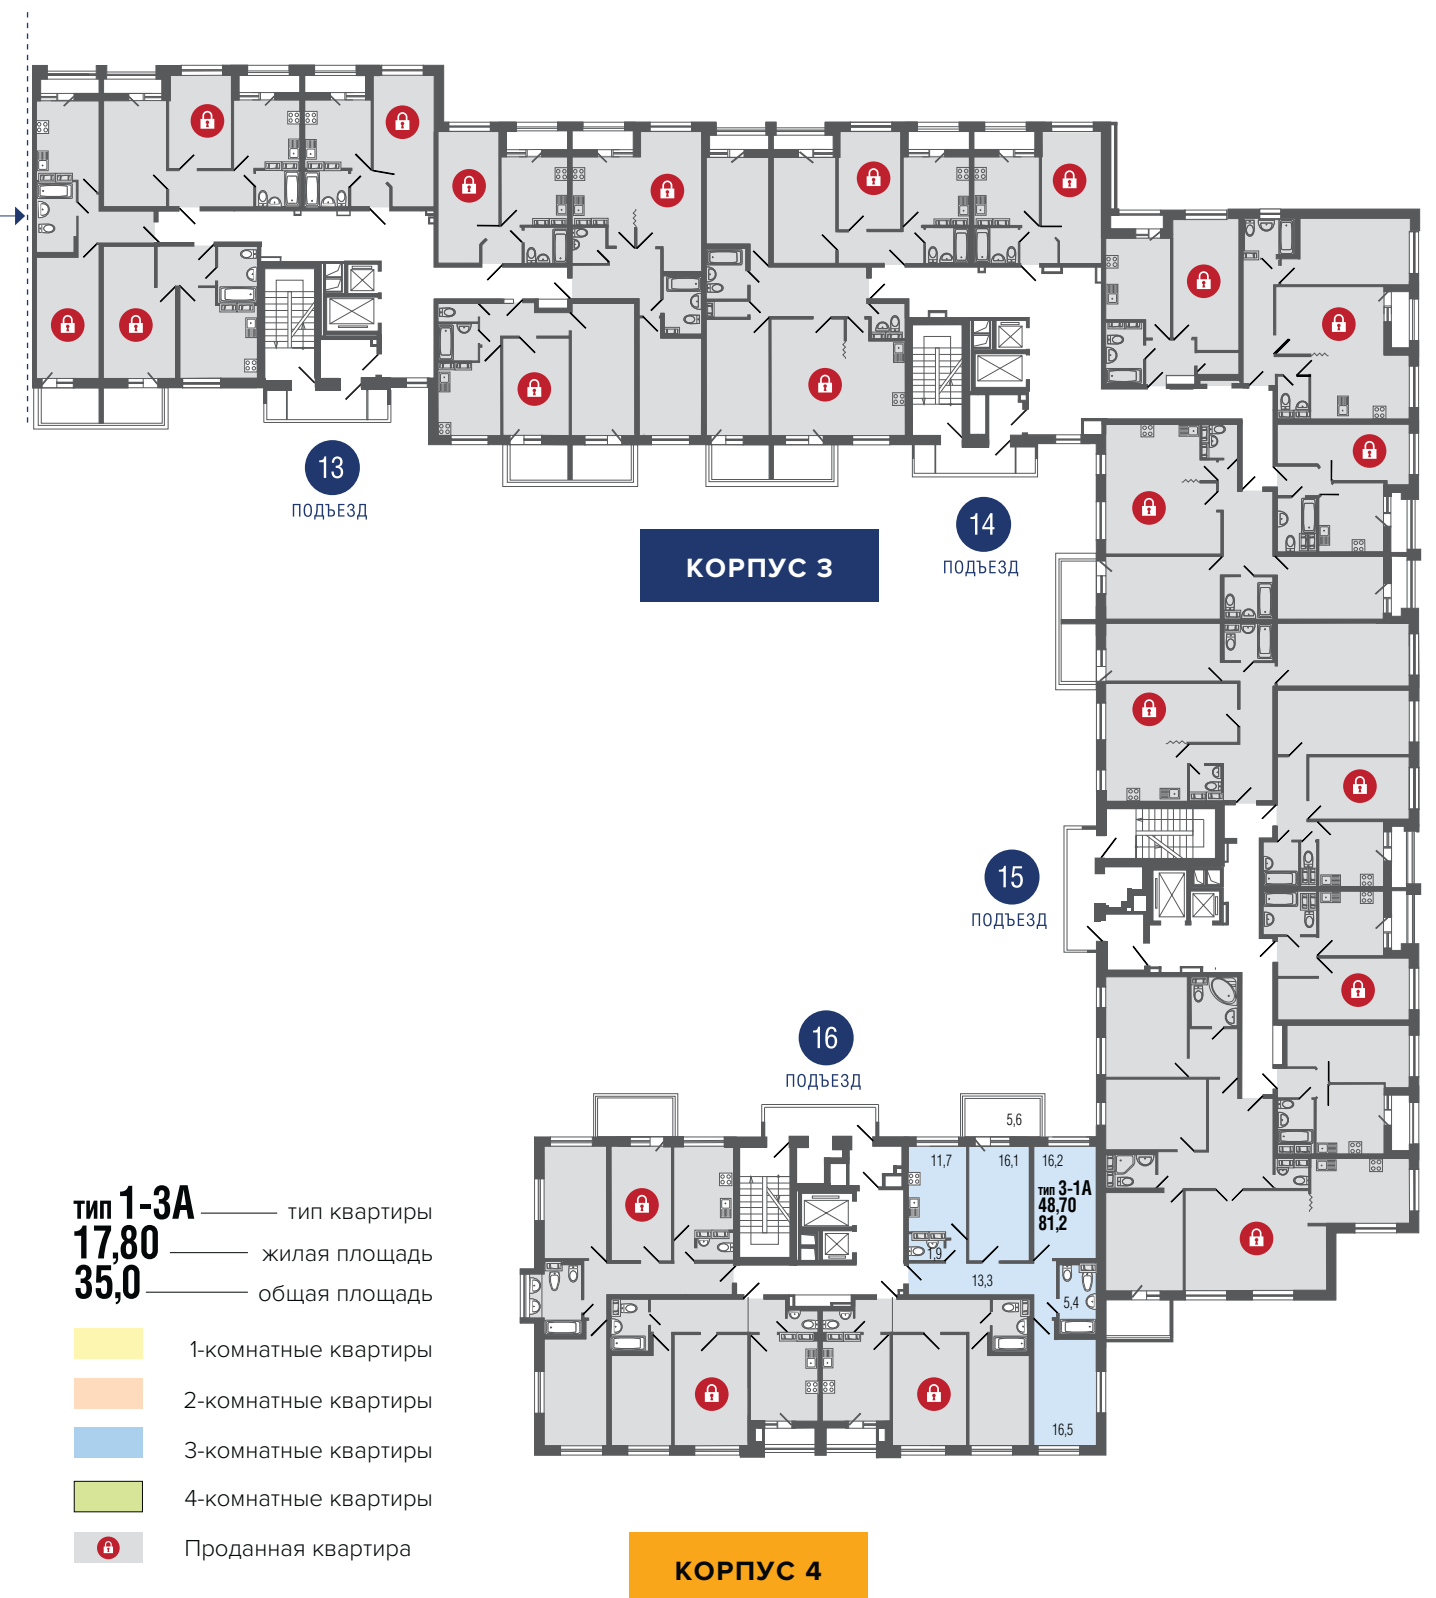 13
ПОДЪЕЗД
14
ПОДЪЕЗД
КОРПУС 3
15
ПОДЪЕЗД
16
ПОДЪЕЗД
5,6
11,7
16,1
16,2
тип 3-1А
48,70
81,2
1,9
13,3
5,4
16,5
тип 1-3А
тип квартиры
17,80
жилая площадь
35,0
общая площадь
1-комнатные квартиры
2-комнатные квартиры
3-комнатные квартиры
4-комнатные квартиры
Проданная квартира
КОРПУС 4